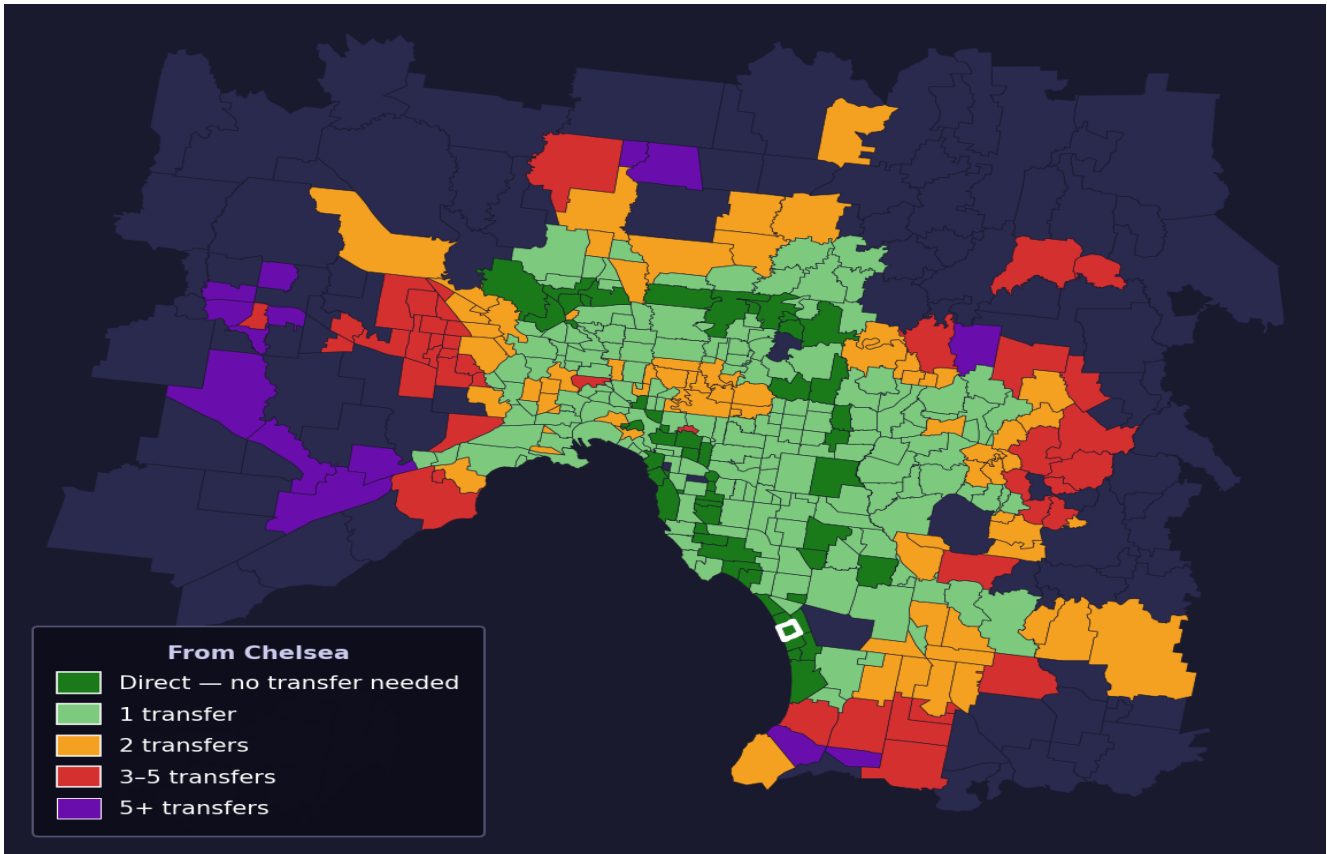 From Chelsea
Direct — no transfer needed
1 transfer
2 transfers
3–5 transfers
5+ transfers